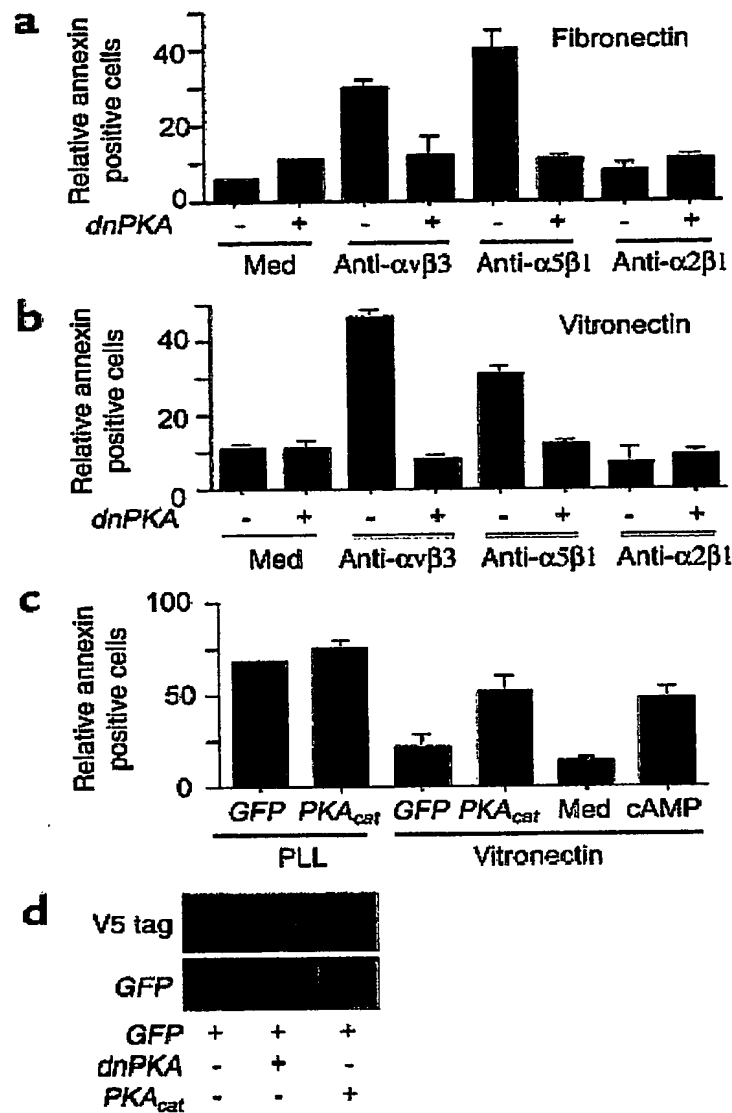 a
Relative annexin
positive cells
40
20
0
Fibronectin
dnPKA - + - + - + - +
Med Anti-αvβ3 Anti-α5β1 Anti-α2β1
b
Relative annexin
positive cells
40
20
0
Vitronectin
dnPKA - + - + - + - +
Med Anti-αvβ3 Anti-α5β1 Anti-α2β1
c
Relative annexin
positive cells
100
50
0
GFP PKAcat GFP PKAcat Med cAMP
PLL Vitronectin
d
V5 tag
GFP
GFP + + +
dnPKA - + -
PKAcat - - +